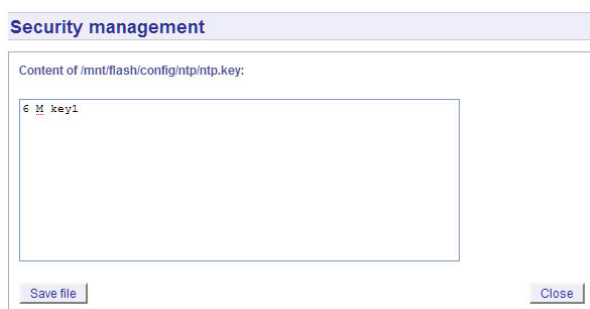 Security management
Content of /mnt/flash/config/ntp/ntp.key:
6 M key1
Save file
Close